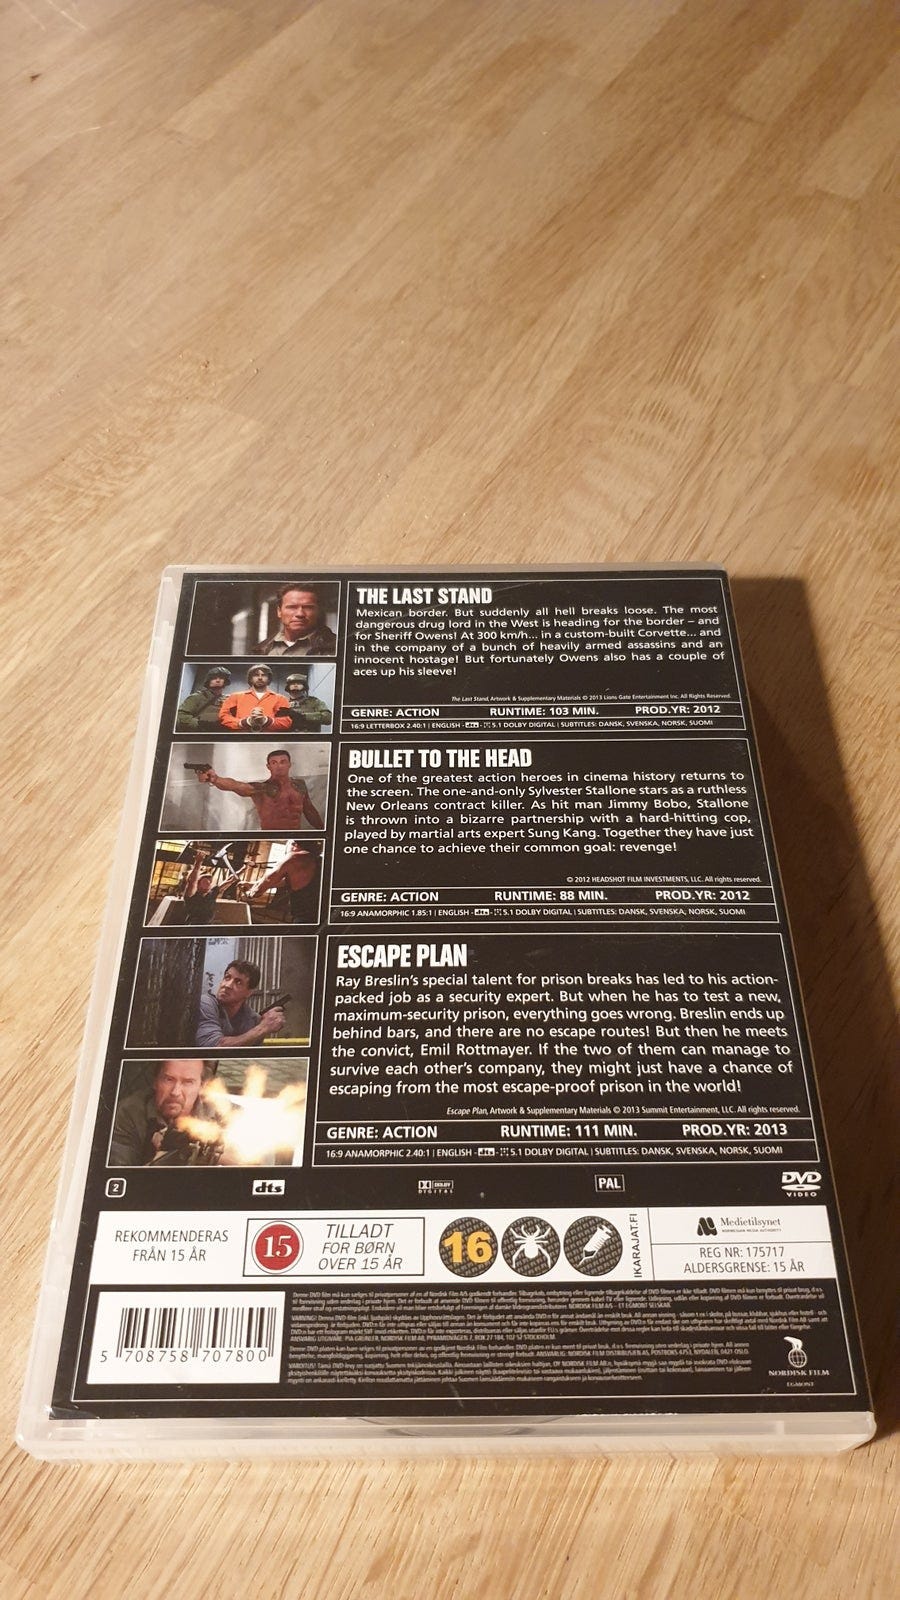 THE LAST STAND
Mexican border. But suddenly all hell breaks loose. The most
dangerous drug lord in the West is heading for the border – and
for Sheriff Owens! At 300 km/h... in a custom-built Corvette... and
in the company of a bunch of heavily armed assassins and an
innocent hostage! But fortunately Owens also has a couple of
aces up his sleeve!
The Last Stand, Artwork & Supplementary Materials © 2013 Lions Gate Entertainment Inc. All Rights Reserved.
GENRE: ACTION RUNTIME: 103 MIN. PROD.YR: 2012
16:9 LETTERBOX 2.40:1 | ENGLISH - dts - 5.1 DOLBY DIGITAL | SUBTITLES: DANSK, SVENSKA, NORSK, SUOMI
BULLET TO THE HEAD
One of the greatest action heroes in cinema history returns to
the screen. The one-and-only Sylvester Stallone stars as a ruthless
New Orleans contract killer. As hit man Jimmy Bobo, Stallone
is thrown into a bizarre partnership with a hard-hitting cop,
played by martial arts expert Sung Kang. Together they have just
one chance to achieve their common goal: revenge!
© 2012 HEADSHOT FILM INVESTMENTS, LLC. All rights reserved.
GENRE: ACTION RUNTIME: 88 MIN. PROD.YR: 2012
16:9 ANAMORPHIC 1.85:1 | ENGLISH - dts - 5.1 DOLBY DIGITAL | SUBTITLES: DANSK, SVENSKA, NORSK, SUOMI
ESCAPE PLAN
Ray Breslin's special talent for prison breaks has led to his action-
packed job as a security expert. But when he has to test a new,
maximum-security prison, everything goes wrong. Breslin ends up
behind bars, and there are no escape routes! But then he meets
the convict, Emil Rottmayer. If the two of them can manage to
survive each other's company, they might just have a chance of
escaping from the most escape-proof prison in the world!
Escape Plan, Artwork & Supplementary Materials © 2013 Summit Entertainment, LLC. All rights reserved.
GENRE: ACTION RUNTIME: 111 MIN. PROD.YR: 2013
16:9 ANAMORPHIC 2.40:1 | ENGLISH - dts - 5.1 DOLBY DIGITAL | SUBTITLES: DANSK, SVENSKA, NORSK, SUOMI
2 dts DOLBY DIGITAL PAL DVD VIDEO
REKOMMENDERAS
FRÅN 15 ÅR
15
TILLADT
FOR BØRN
OVER 15 ÅR
16
IKARAJAT.FI
Medietilsynet
NORWEGIAN MEDIA AUTHORITY
REG NR: 175717
ALDERSGRENSE: 15 ÅR
5 708758 707800
NORDISK FILM
EGMONT